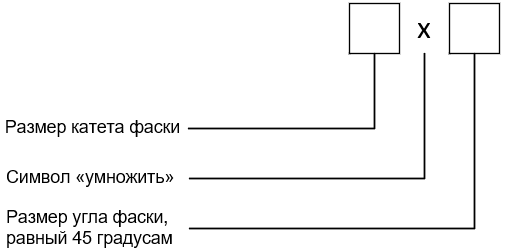 X
Размер катета фаски
Символ «умножить»
Размер угла фаски,
равный 45 градусам